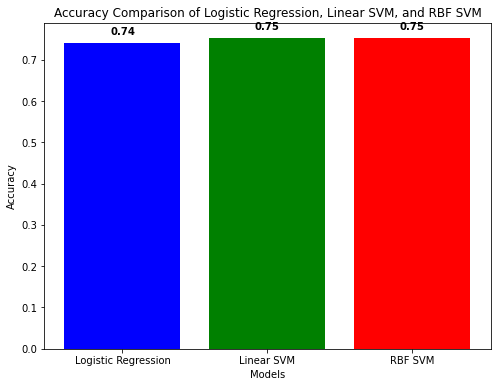 Accuracy Comparison of Logistic Regression, Linear SVM, and RBF SVM
0.74
0.75
0.75
0.7
0.6
0.5
0.4
0.3
0.2
0.1
0.0
Accuracy
Logistic Regression
Linear SVM
RBF SVM
Models